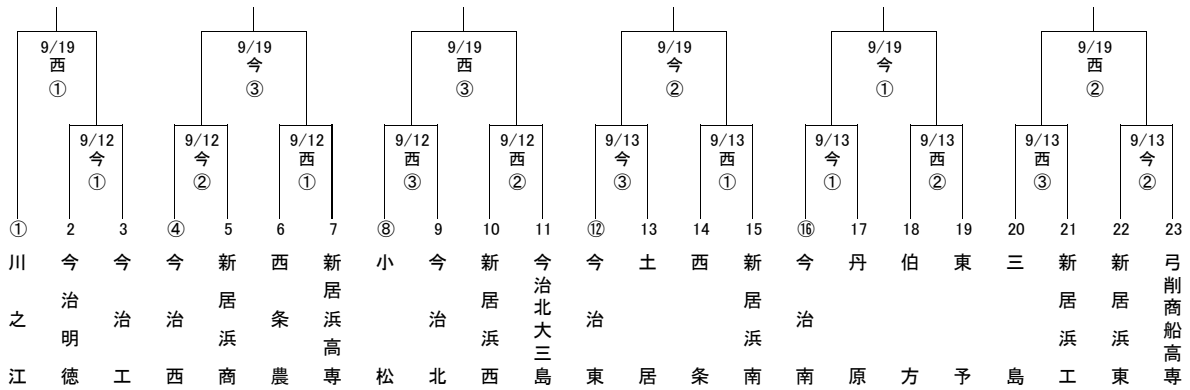 9/19 9/19 9/19 9/19 9/19 9/19
西 今 西 今 今 西
① ③ ③ ② ① ②
9/12 9/12 9/12 9/12 9/12 9/13 9/13 9/13 9/13 9/13 9/13
今 今 西 西 西 今 西 今 西 西 今
① ② ① ③ ② ③ ① ① ② ③ ②
① 2 3 ④ 5 6 7 ⑧ 9 10 11 ⑫ 13 14 15 ⑯ 17 18 19 20 21 22 23
川之江
今治明徳
今治工
今治西
新居浜商
西条農
新居浜高専
小松
今治北
新居浜西
今治北大三島
今治東
土居
西条
新居浜南
今治南
丹原
伯方
東予
三島
新居浜工
新居浜東
弓削商船高専